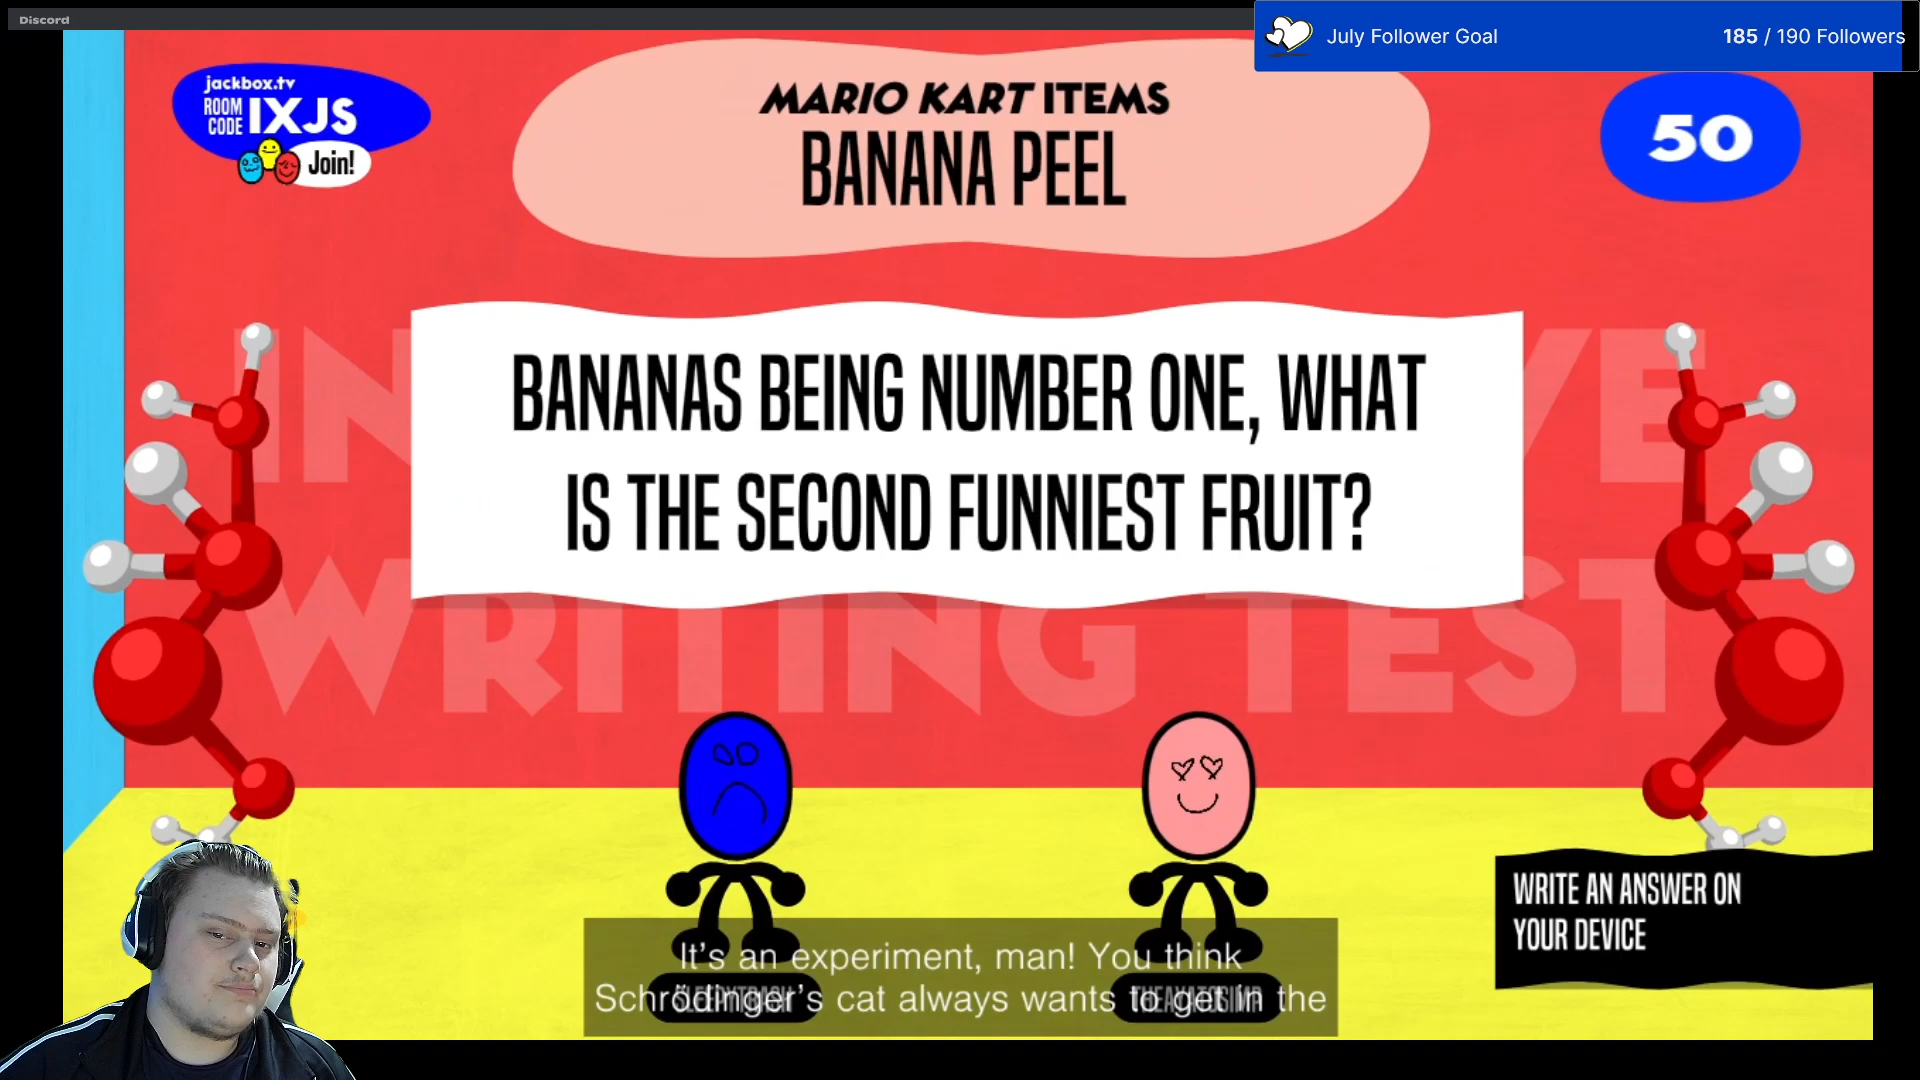 Discord
July Follower Goal
185 / 190 Followers
jackbox.tv
ROOM
CODE IXJS
Join!
MARIO KART ITEMS
BANANA PEEL
50
BANANAS BEING NUMBER ONE, WHAT
IS THE SECOND FUNNIEST FRUIT?
WRITING TEST
WRITE AN ANSWER ON
YOUR DEVICE
It's an experiment, man! You think
Schrödinger's cat always wants to get in the